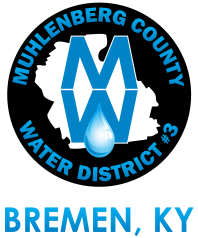 MUHLENBERG COUNTY
MW
WATER DISTRICT #3
BREMEN, KY